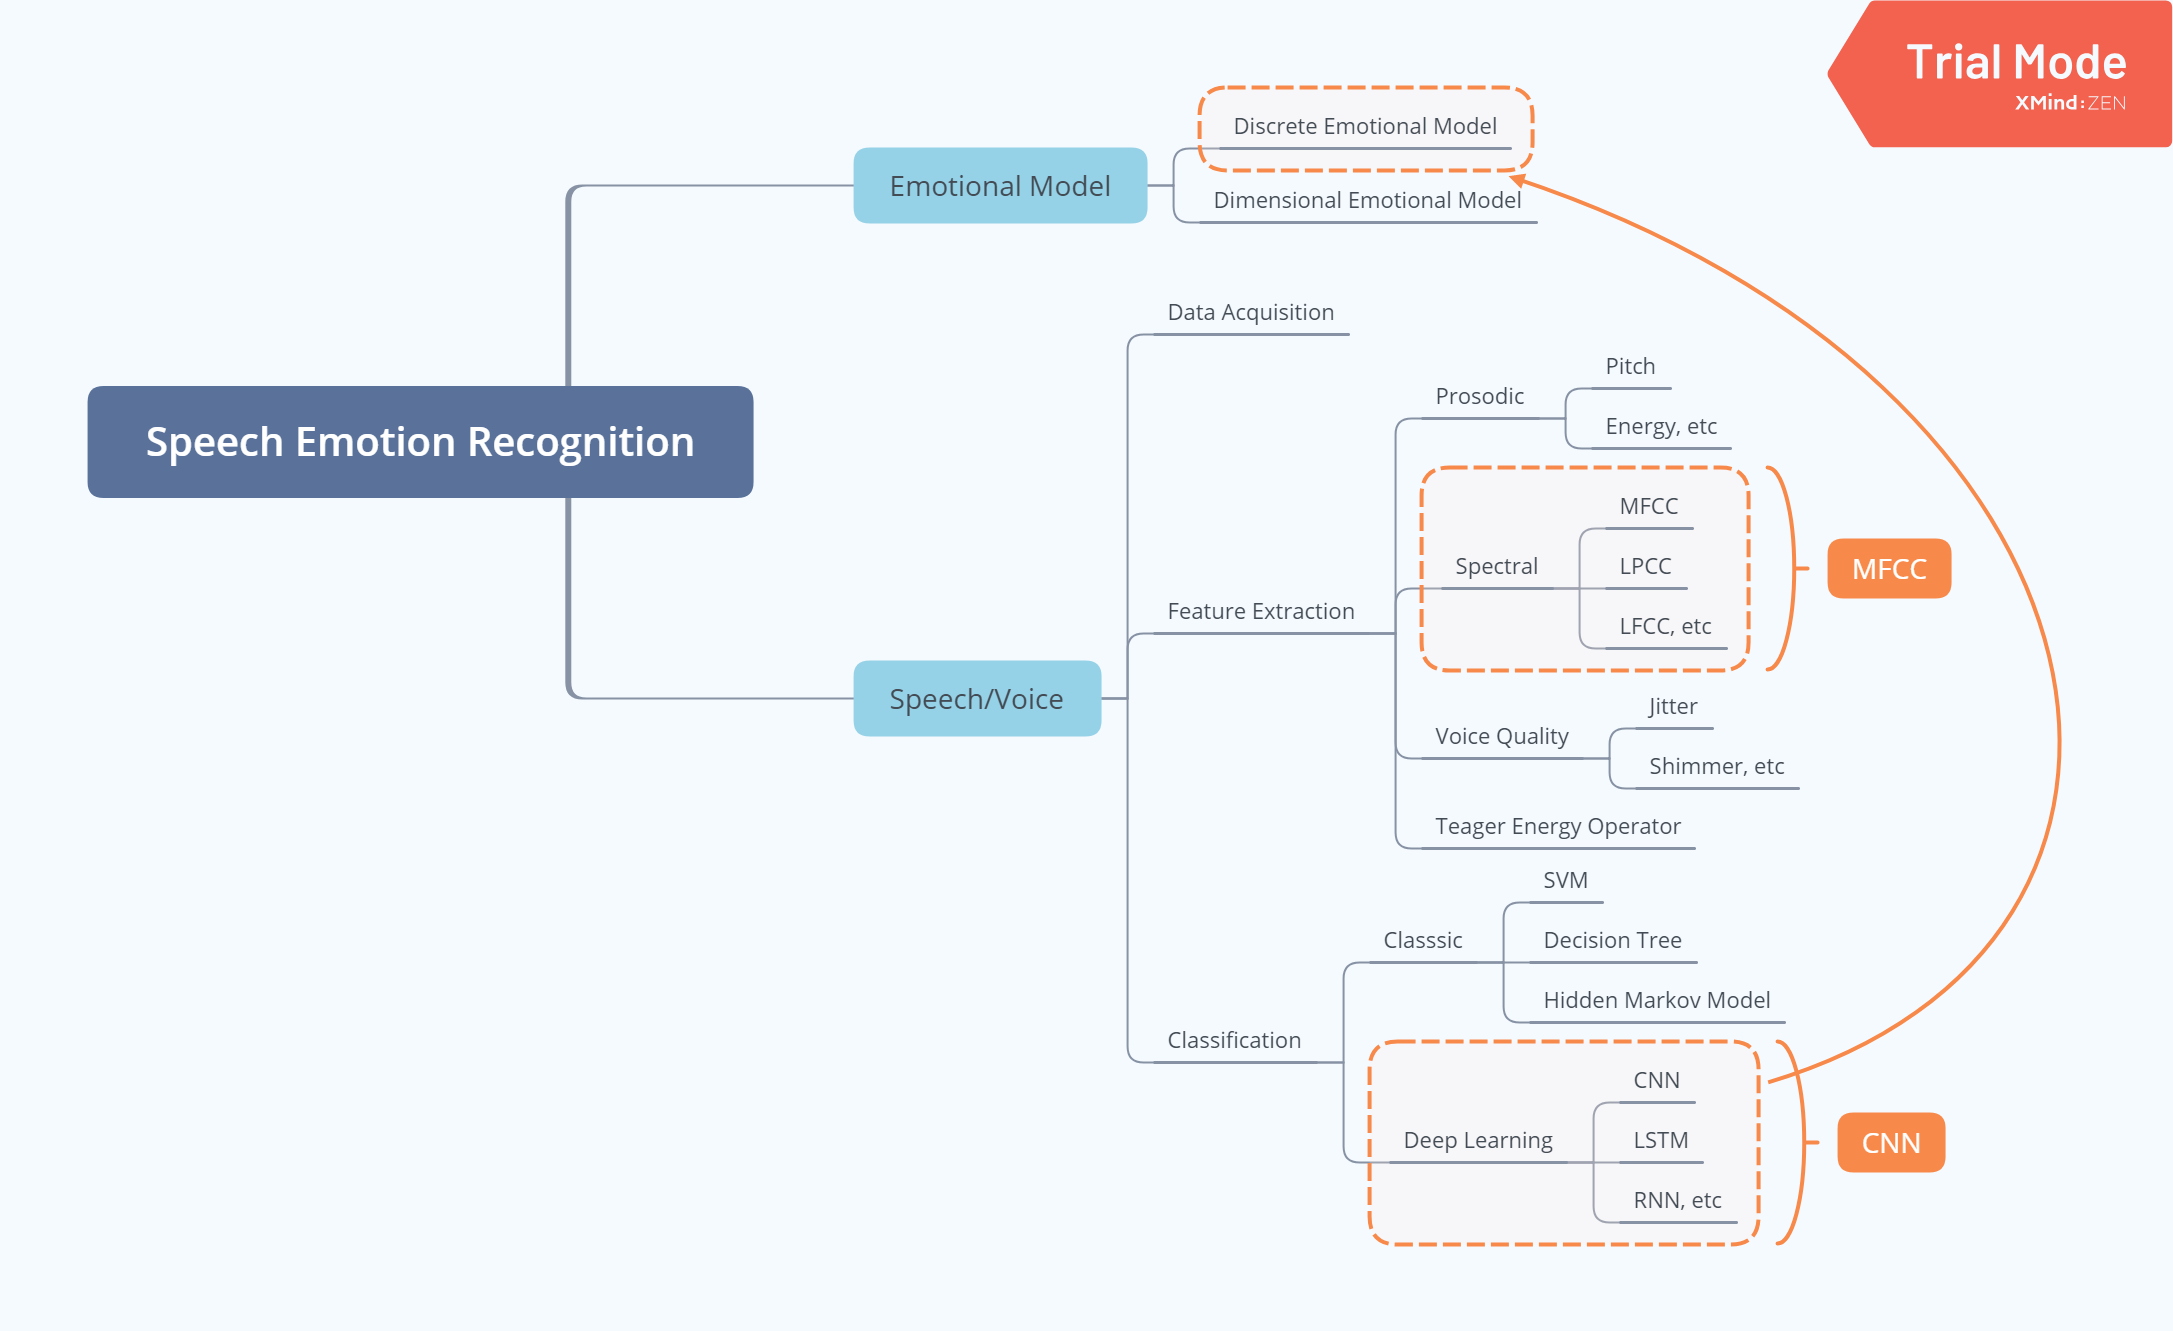 Trial Mode
XMind:ZEN
Discrete Emotional Model
Emotional Model
Dimensional Emotional Model
Data Acquisition
Pitch
Prosodic
Energy, etc
Speech Emotion Recognition
MFCC
Spectral
LPCC
MFCC
Feature Extraction
LFCC, etc
Speech/Voice
Jitter
Voice Quality
Shimmer, etc
Teager Energy Operator
SVM
Classsic
Decision Tree
Hidden Markov Model
Classification
CNN
Deep Learning
LSTM
CNN
RNN, etc